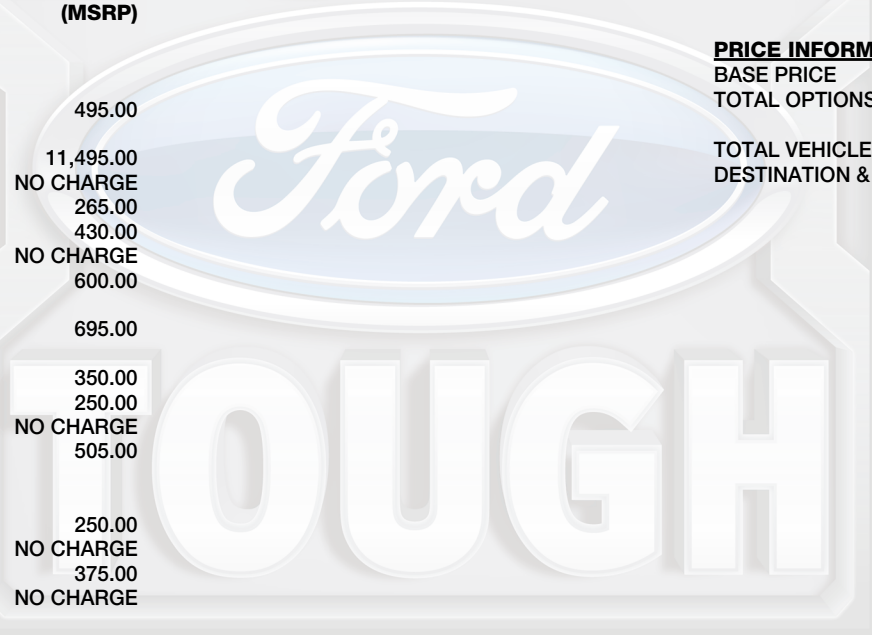 (MSRP)
495.00
11,495.00
NO CHARGE
265.00
430.00
NO CHARGE
600.00
695.00
350.00
250.00
NO CHARGE
505.00
250.00
NO CHARGE
375.00
NO CHARGE
PRICE INFORM
BASE PRICE
TOTAL OPTIONS
TOTAL VEHICLE
DESTINATION &
Ford
TOUGH